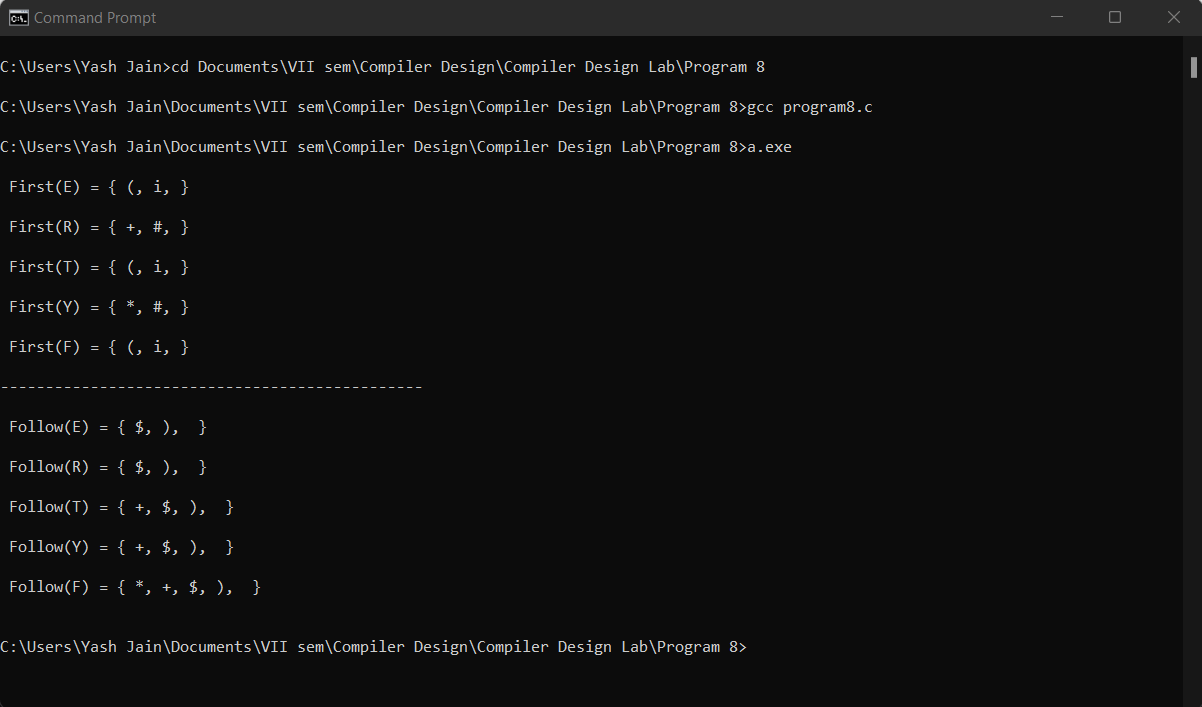 Command Prompt
C:\Users\Yash Jain>cd Documents\VII sem\Compiler Design\Compiler Design Lab\Program 8
C:\Users\Yash Jain\Documents\VII sem\Compiler Design\Compiler Design Lab\Program 8>gcc program8.c
C:\Users\Yash Jain\Documents\VII sem\Compiler Design\Compiler Design Lab\Program 8>a.exe
First(E) = { (, i, }
First(R) = { +, #, }
First(T) = { (, i, }
First(Y) = { *, #, }
First(F) = { (, i, }
-----------------------------------------------
Follow(E) = { $, ),  }
Follow(R) = { $, ),  }
Follow(T) = { +, $, ),  }
Follow(Y) = { +, $, ),  }
Follow(F) = { *, +, $, ),  }
C:\Users\Yash Jain\Documents\VII sem\Compiler Design\Compiler Design Lab\Program 8>